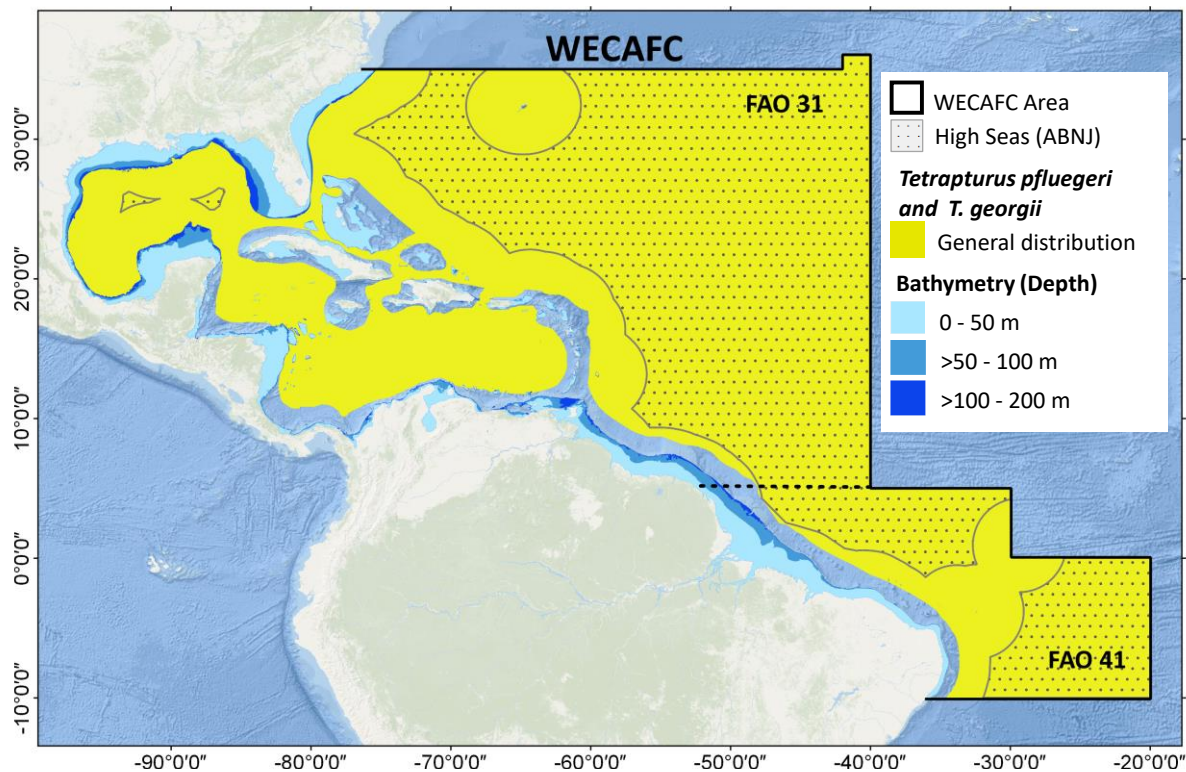 WECAFC
FAO 31
WECAFC Area
High Seas (ABNJ)
Tetrapturus pfluegeri
and T. georgii
General distribution
Bathymetry (Depth)
0 - 50 m
>50 - 100 m
>100 - 200 m
FAO 41
30°0'0"
20°0'0"
10°0'0"
0°0'0"
-10°0'0"
-90°0'0"
-80°0'0"
-70°0'0"
-60°0'0"
-50°0'0"
-40°0'0"
-30°0'0"
-20°0'0"